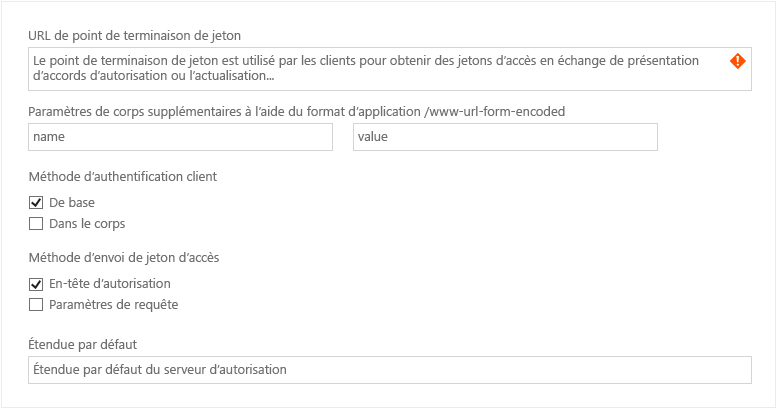 URL de point de terminaison de jeton
Le point de terminaison de jeton est utilisé par les clients pour obtenir des jetons d’accès en échange de présentation
d’accords d’autorisation ou l’actualisation...
Paramètres de corps supplémentaires à l’aide du format d’application /www-url-form-encoded
name value
Méthode d’authentification client
De base
Dans le corps
Méthode d’envoi de jeton d’accès
En-tête d’autorisation
Paramètres de requête
Étendue par défaut
Étendue par défaut du serveur d’autorisation